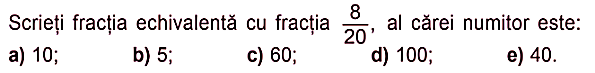 Scrieți fracția echivalentă cu fracția 8/20, al cărei numitor este:
a) 10; b) 5; c) 60; d) 100; e) 40.